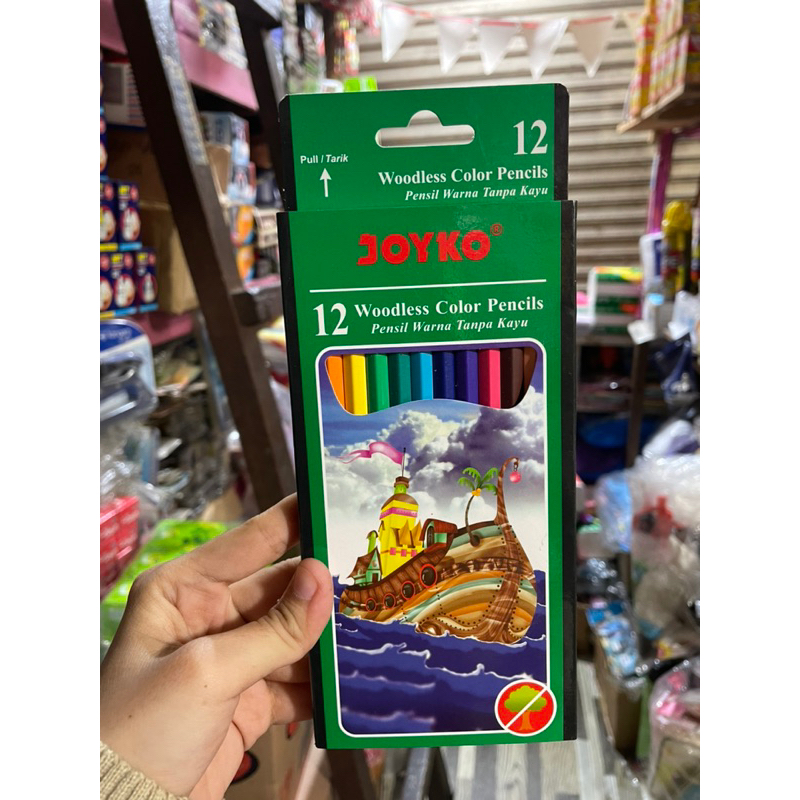 Pull / Tarik
12
Woodless Color Pencils
Pensil Warna Tanpa Kayu
JOYKO®
12 Woodless Color Pencils
Pensil Warna Tanpa Kayu